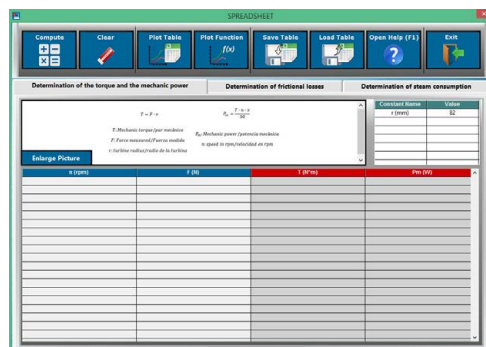 SPREADSHEET
Compute Clear Plot Table Plot Function Save Table Load Table Open Help (F1) Exit
f(x)
?
Determination of the torque and the mechanic power Determination of frictional losses Determination of steam consumption
T = F · r
T: Mechanic torque/par mecánico
F: Force measured/Fuerza medida
r: turbine radius/radio de la turbina
Pm: Mechanic power/potencia mecánica
n: speed in rpm/velocidad en rpm
Enlarge Picture
Constant Name Value
r (mm) 62
n (rpm) F (N) T (N*m) Pm (W)